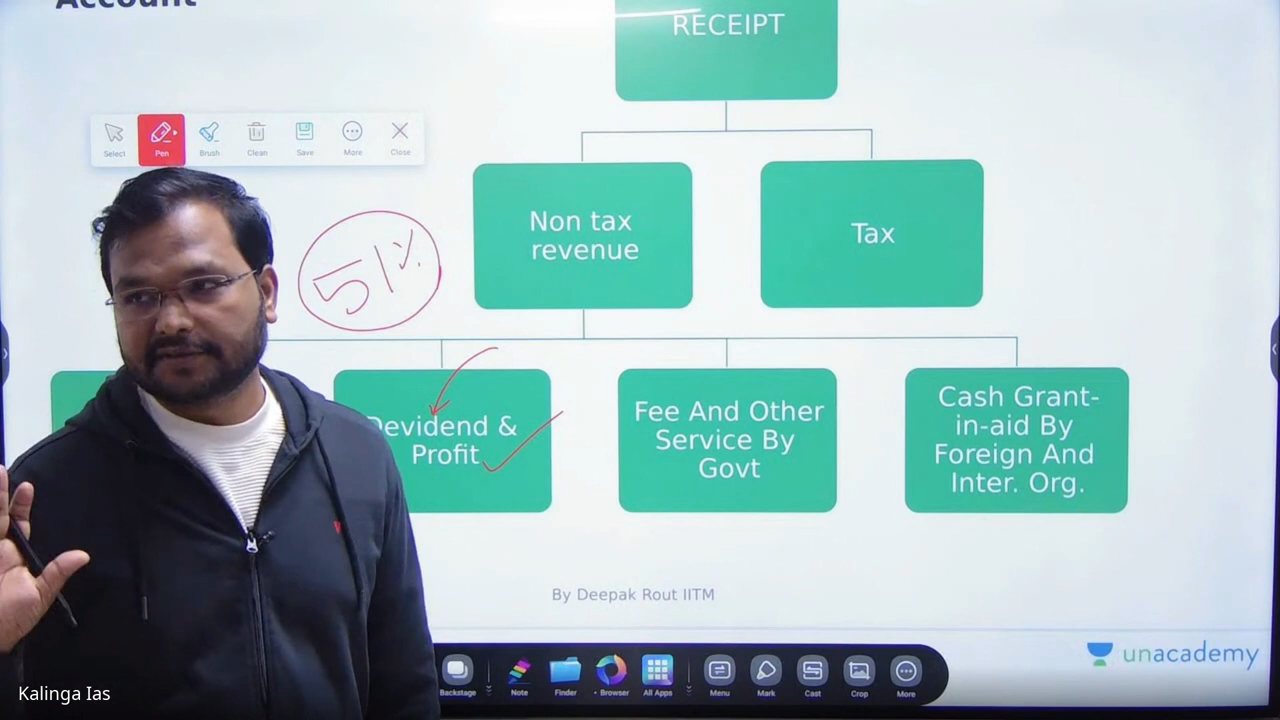 Account
RECEIPT
Select
Pen
Brush
Clean
Save
More
Close
Non tax
revenue
Tax
51%
Devidend &
Profit
Fee And Other
Service By
Govt
Cash Grant-
in-aid By
Foreign And
Inter. Org.
By Deepak Rout IITM
unacademy
Backstage
Note
Finder
Browser
All Apps
Menu
Mark
Cast
Crop
More
Kalinga Ias